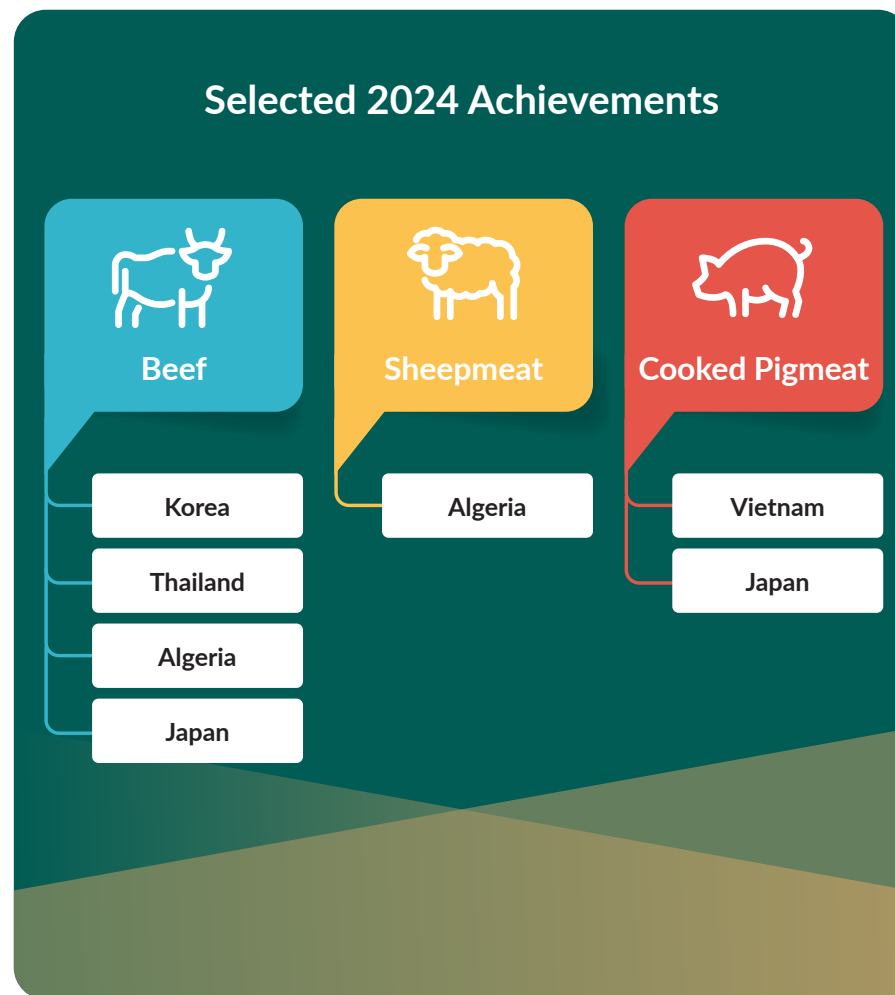 Selected 2024 Achievements
Beef
Korea
Thailand
Algeria
Japan
Sheepmeat
Algeria
Cooked Pigmeat
Vietnam
Japan